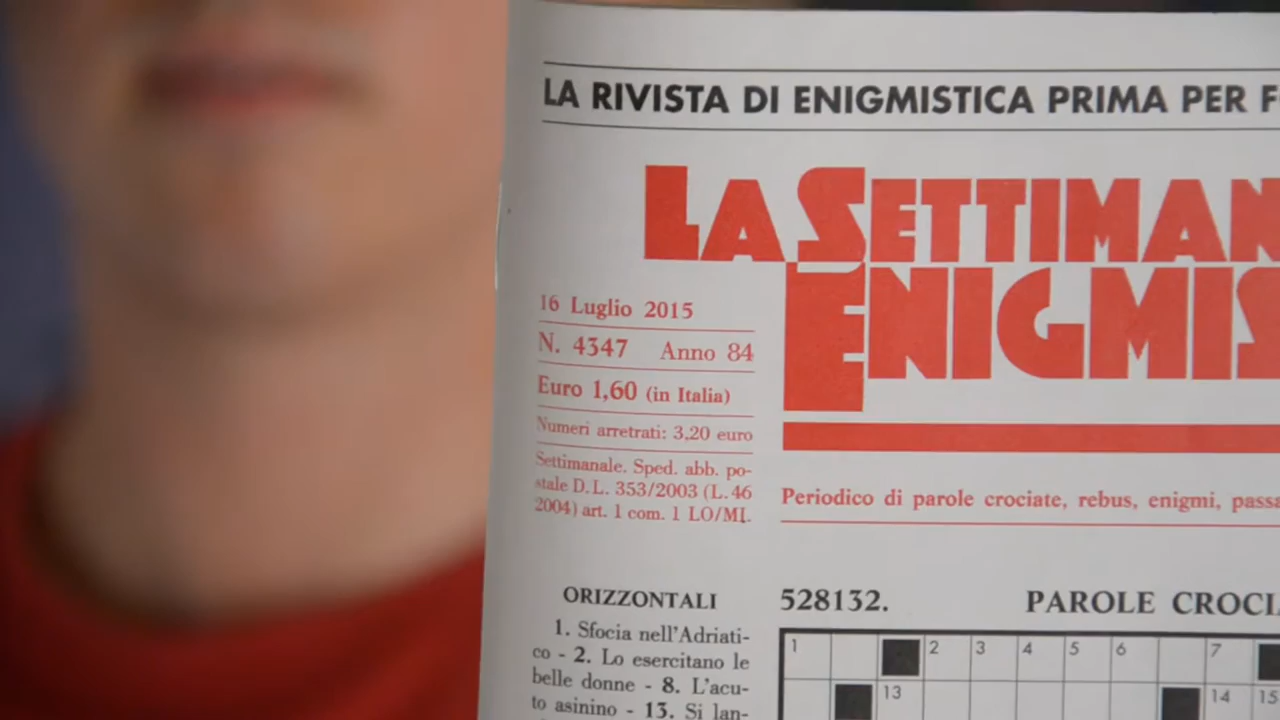 LA RIVISTA DI ENIGMISTICA PRIMA PER
LA SETTIMAN
ENIGMIS
16 Luglio 2015
N. 4347 Anno 84
Euro 1,60 (in Italia)
Numeri arretrati: 3,20 euro
Settimanale. Sped. abb. po-
stale D.L. 353/2003 (L.46
2004) art. 1 com. 1 LO/MI.
Periodico di parole crociate, rebus, enigmi, passa
ORIZZONTALI
1. Sfocia nell'Adriati-
co - 2. Lo esercitano le
belle donne - 8. L'acu-
to asinino - 13. Si lan-
528132. PAROLE CROCI
1 2 3 4 5 6 7
13 14 15